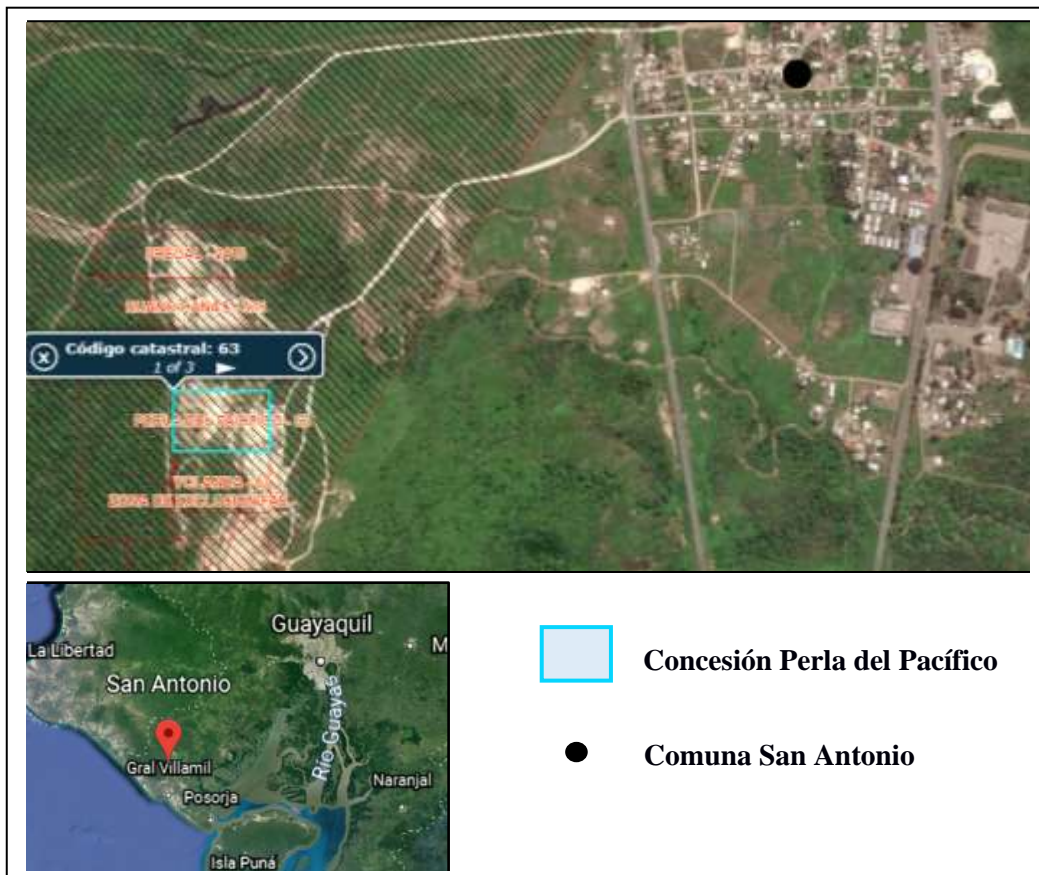 Código catastral: 63
1 of 3
Guayaquil
La Libertad
M
San Antonio
Río Guayas
Gral Villamil
Naranjal
Posorja
Isla Puná
Concesión Perla del Pacífico
Comuna San Antonio